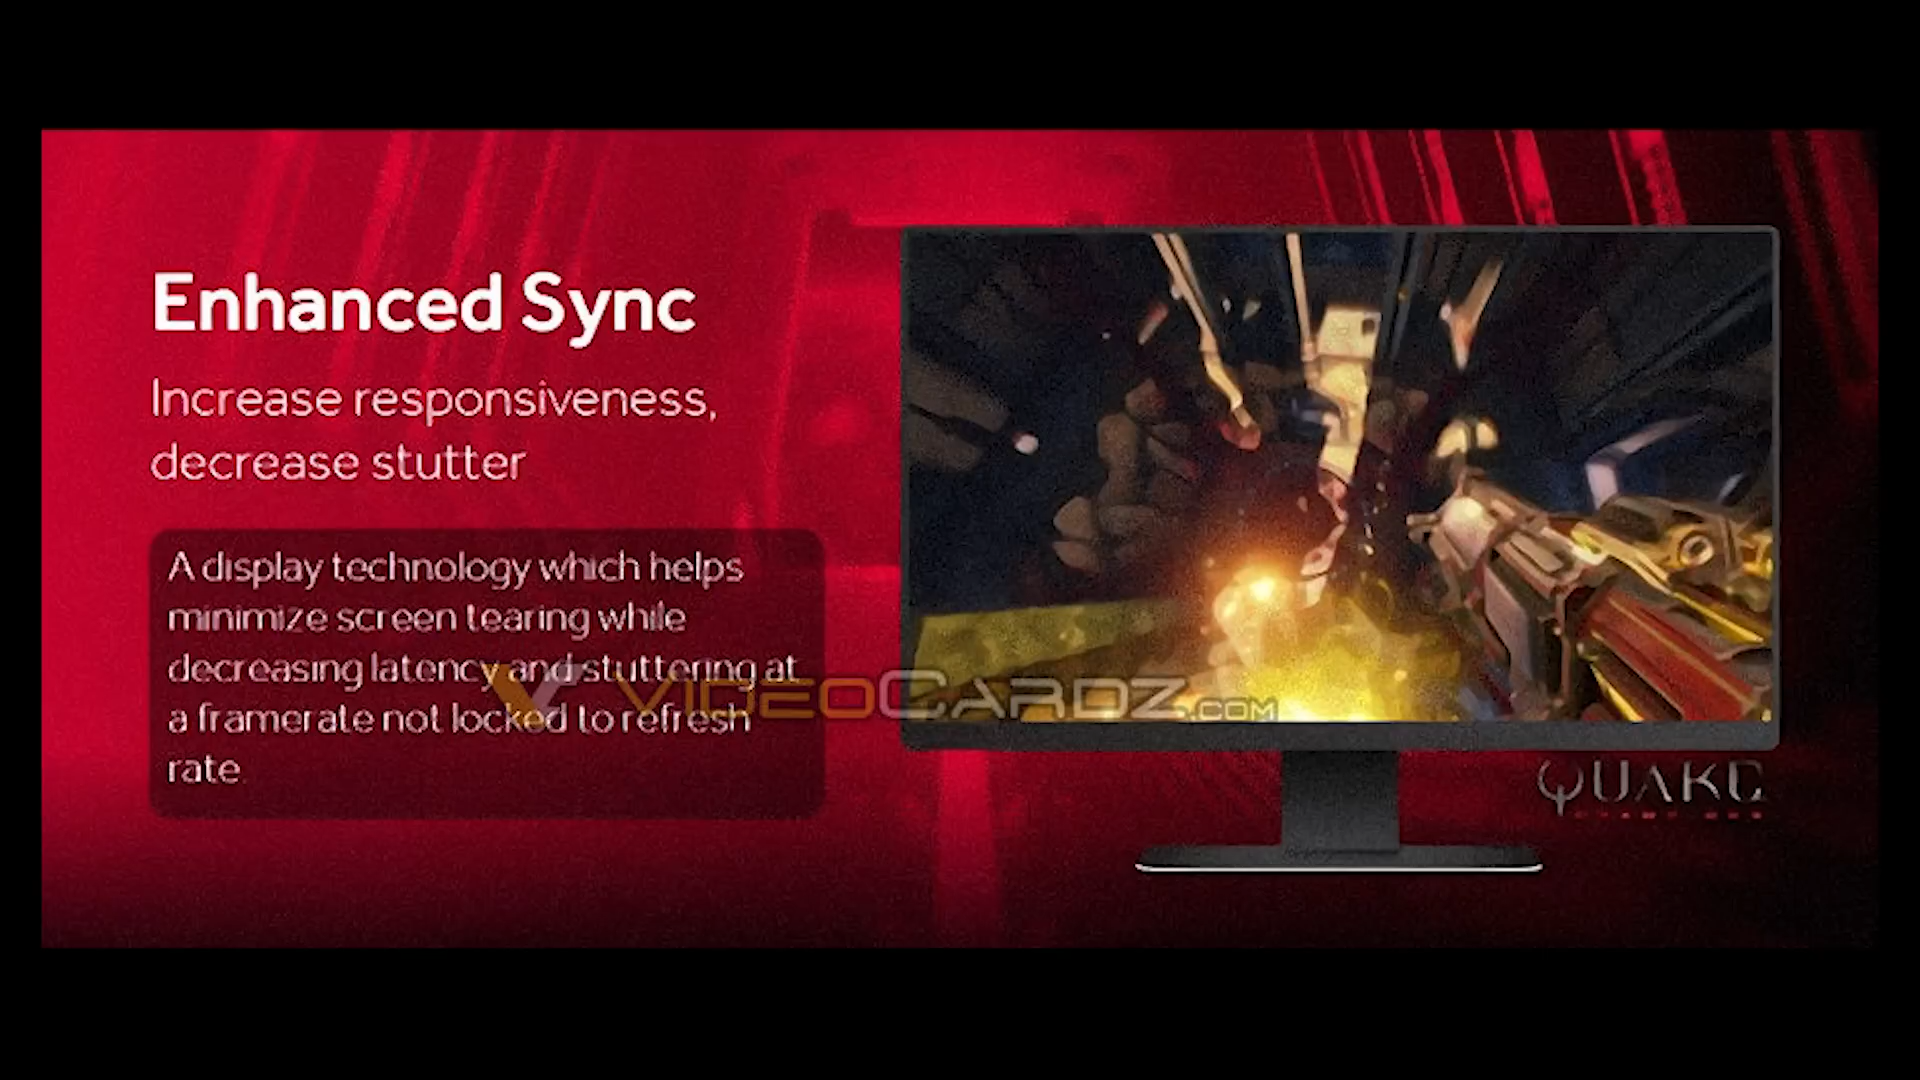 Enhanced Sync
Increase responsiveness,
decrease stutter
A display technology which helps
minimize screen tearing while
decreasing latency and stuttering at
a framerate not locked to refresh
rate
VIDEOCARDZ.COM
QUAKE